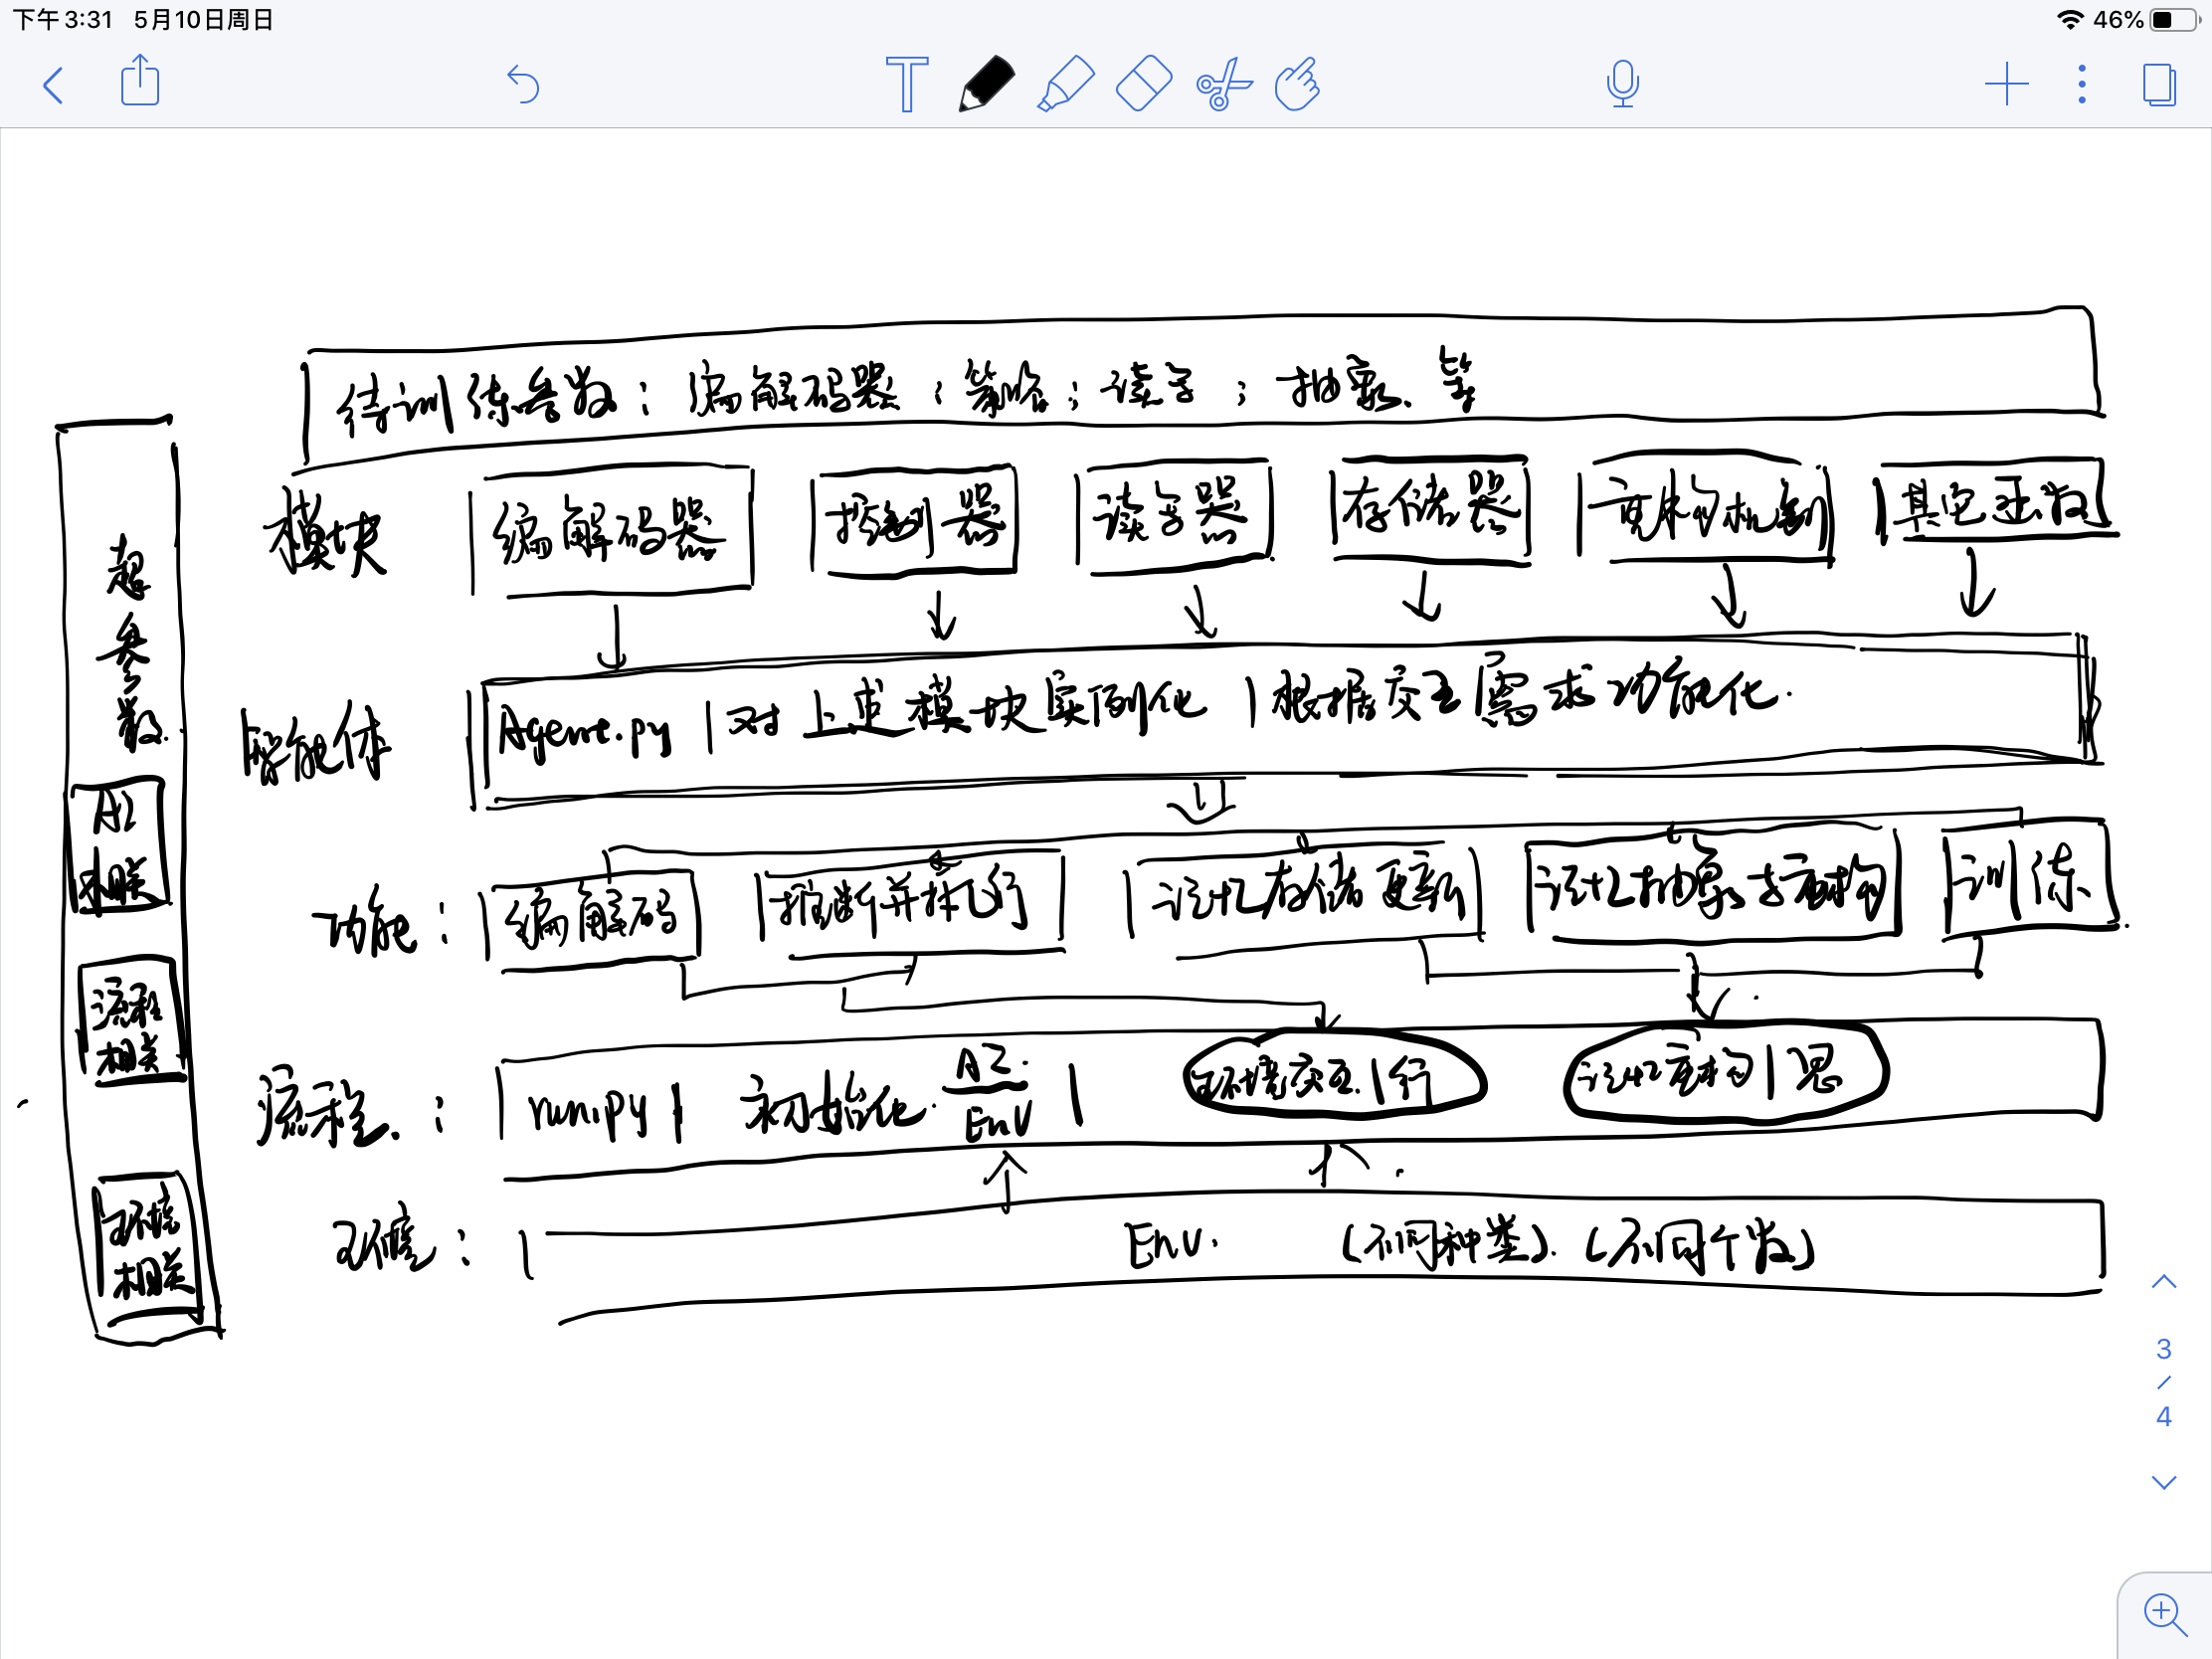 下午3:31 5月10日周日
46%
待训练参数：编解码器；策略；读写；抽象、等
模块 编解码器 控制器 读写器 存储器 重构机制 其它函数
超参数
智能体 Agent.py | 对上述模块实例化 | 根据交互需求功能化.
AI相关
功能： 编解码 推断并执行 记忆存储更新 记忆抽象与重构 训练
流程相关
流程： run.py | 初始化. AI. Env | 环境交互.|行 记忆重构|思
环境： Env. (不同种类). (不同个数)
环境相关
3
/
4